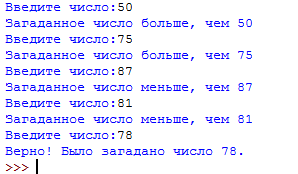 Введите число:50
Загаданное число больше, чем 50
Введите число:75
Загаданное число больше, чем 75
Введите число:87
Загаданное число меньше, чем 87
Введите число:81
Загаданное число меньше, чем 81
Введите число:78
Верно! Было загадано число 78.
>>>